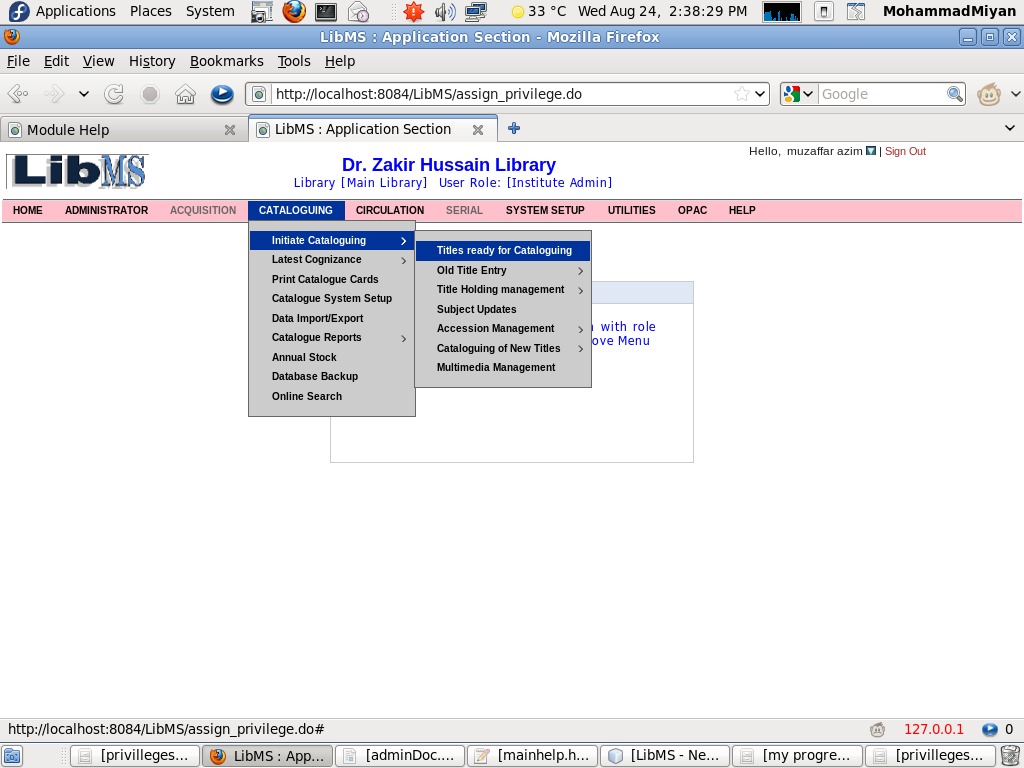 Applications Places System 33 °C Wed Aug 24, 2:38:29 PM MohammadMiyan
LibMS : Application Section - Mozilla Firefox
File Edit View History Bookmarks Tools Help
http://localhost:8084/LibMS/assign_privilege.do Google
Module Help LibMS : Application Section
Hello, muzaffar azim | Sign Out
LibMS
Dr. Zakir Hussain Library
Library [Main Library] User Role: [Institute Admin]
HOME ADMINISTRATOR ACQUISITION CATALOGUING CIRCULATION SERIAL SYSTEM SETUP UTILITIES OPAC HELP
Initiate Cataloguing
Latest Cognizance
Print Catalogue Cards
Catalogue System Setup
Data Import/Export
Catalogue Reports
Annual Stock
Database Backup
Online Search
Titles ready for Cataloguing
Old Title Entry
Title Holding management
Subject Updates
Accession Management
Cataloguing of New Titles
Multimedia Management
with role
ove Menu
http://localhost:8084/LibMS/assign_privilege.do# 127.0.0.1 0
[privilleges... LibMS : App... [adminDoc.... [mainhelp.h... [LibMS - Ne... [my progre... [privilleges...